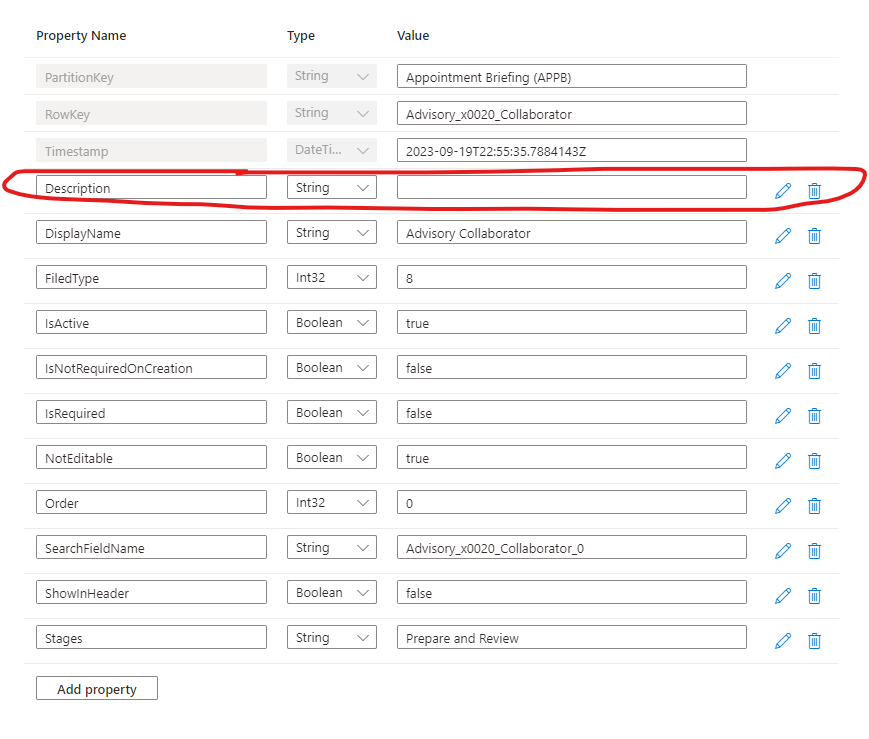 Property Name Type Value
PartitionKey String Appointment Briefing (APPB)
RowKey String Advisory_x0020_Collaborator
Timestamp DateTi... 2023-09-19T22:55:35.7884143Z
Description String
DisplayName String Advisory Collaborator
FiledType Int32 8
IsActive Boolean true
IsNotRequiredOnCreation Boolean false
IsRequired Boolean false
NotEditable Boolean true
Order Int32 0
SearchFieldName String Advisory_x0020_Collaborator_0
ShowInHeader Boolean false
Stages String Prepare and Review
Add property